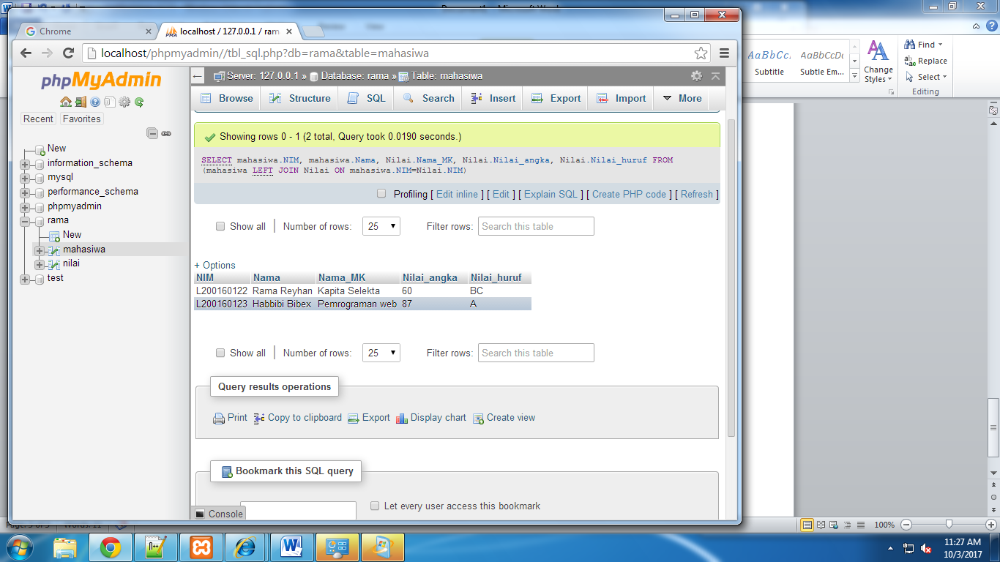 Chrome
localhost / 127.0.0.1 / ram
localhost/phpmyadmin//tbl_sql.php?db=rama&table=mahasiwa
phpMyAdmin
Recent Favorites
New
information_schema
mysql
performance_schema
phpmyadmin
rama
New
mahasiwa
nilai
test
Server: 127.0.0.1 » Database: rama » Table: mahasiwa
Browse Structure SQL Search Insert Export Import More
Showing rows 0 - 1 (2 total, Query took 0.0190 seconds.)
SELECT mahasiwa.NIM, mahasiwa.Nama, Nilai.Nama_MK, Nilai.Nilai_angka, Nilai.Nilai_huruf FROM
(mahasiwa LEFT JOIN Nilai ON mahasiwa.NIM=Nilai.NIM)
Profiling [ Edit inline ] [ Edit ] [ Explain SQL ] [ Create PHP code ] [ Refresh ]
Show all Number of rows: 25 Filter rows: Search this table
+ Options
NIM Nama Nama_MK Nilai_angka Nilai_huruf
L200160122 Rama Reyhan Kapita Selekta 60 BC
L200160123 Habbibi Bibex Pemrograman web 87 A
Show all Number of rows: 25 Filter rows: Search this table
Query results operations
Print Copy to clipboard Export Display chart Create view
Bookmark this SQL query
Let every user access this bookmark
Console
AaBbCc. AaBbCcDc
Subtitle Subtle Em...
Change
Styles
Find
Replace
Select
Editing
100%
11:27 AM
10/3/2017